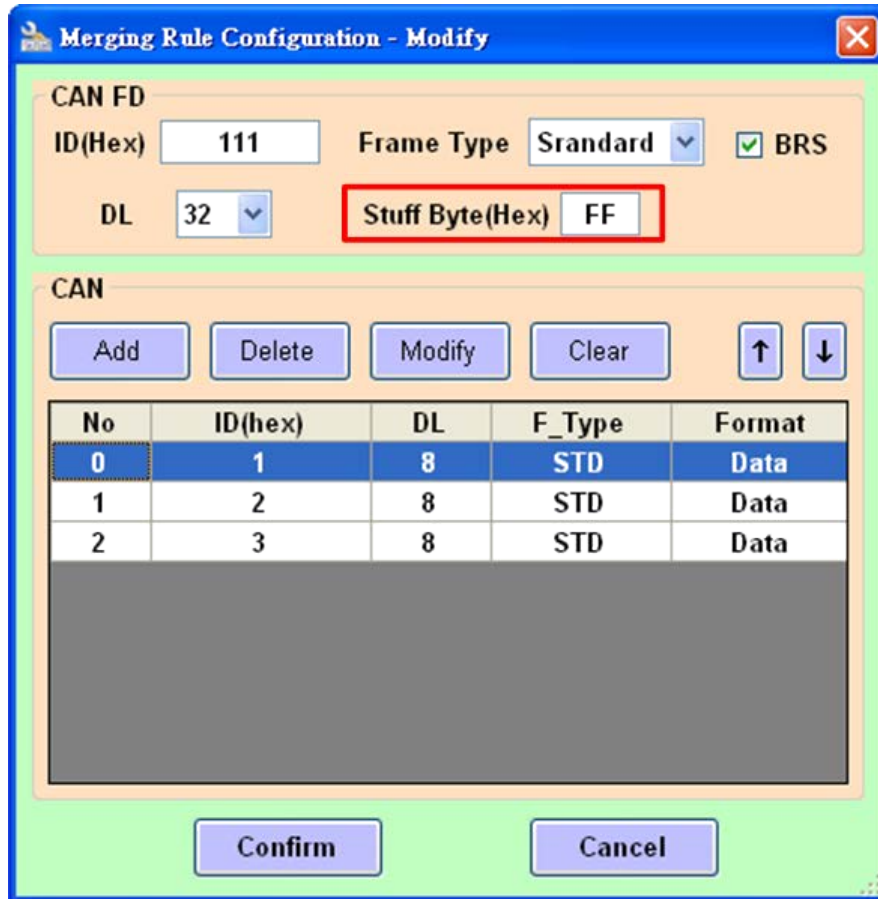 Merging Rule Configuration - Modify
CAN FD
ID(Hex) 111 Frame Type Srandard BRS
DL 32 Stuff Byte(Hex) FF
CAN
Add Delete Modify Clear ↑ ↓
No ID(hex) DL F_Type Format
0 1 8 STD Data
1 2 8 STD Data
2 3 8 STD Data
Confirm Cancel